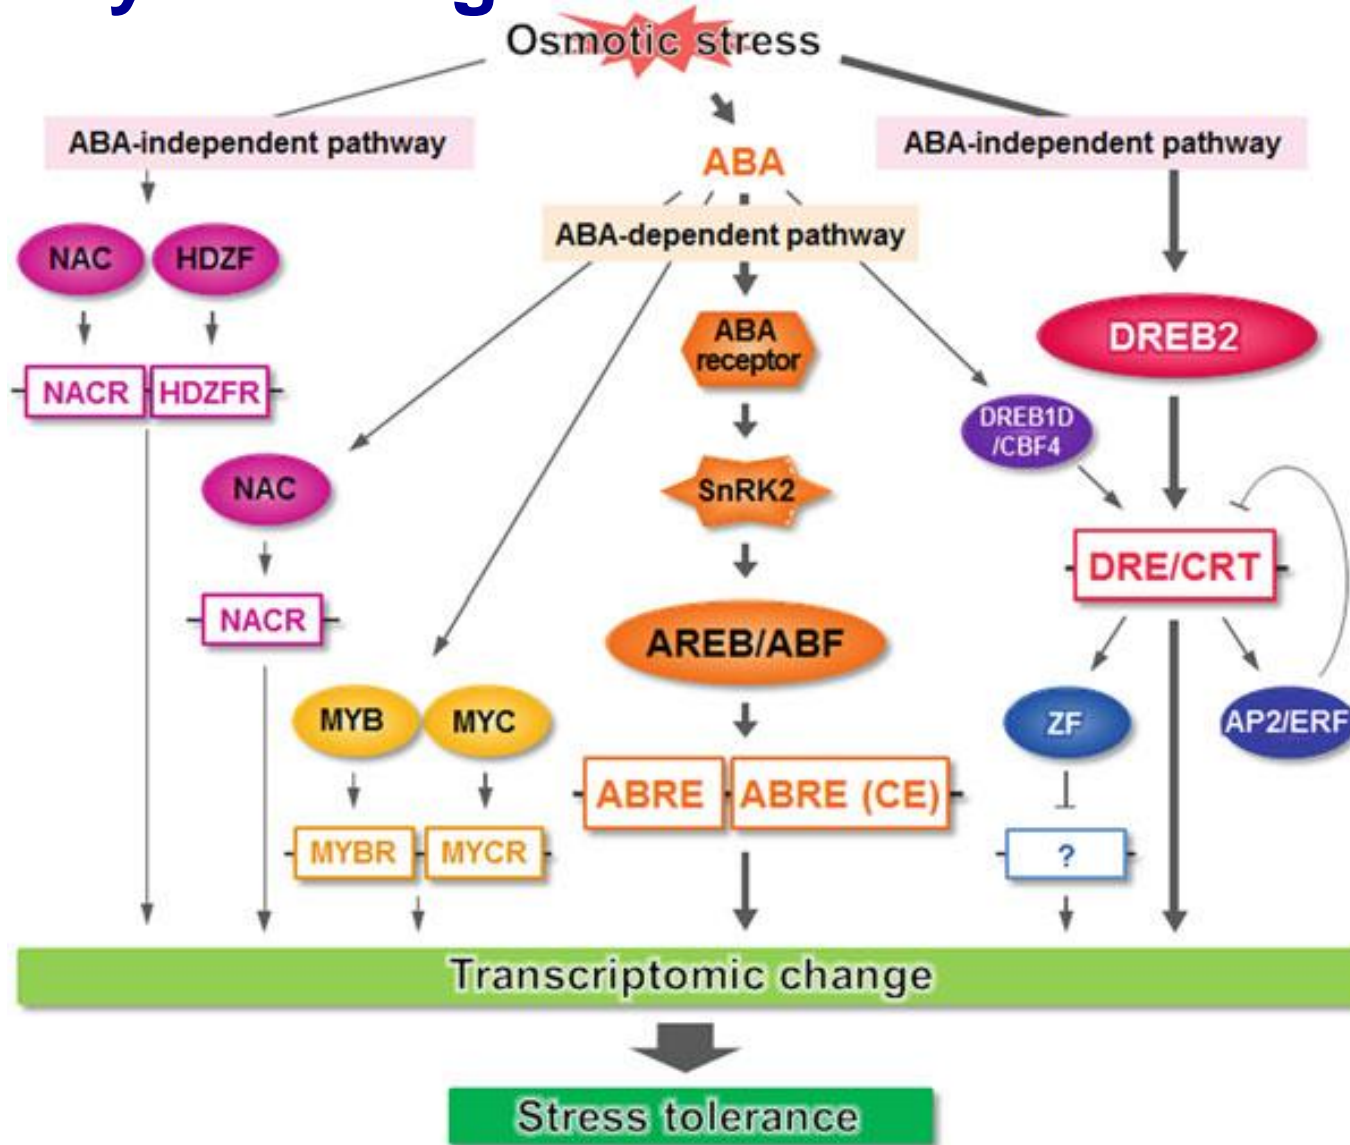 Osmotic stress
ABA-independent pathway
ABA
ABA-independent pathway
ABA-dependent pathway
NAC
HDZF
ABA
receptor
DREB2
NACR
HDZFR
DREB1D
/CBF4
NAC
SnRK2
DRE/CRT
NACR
AREB/ABF
MYB
MYC
ZF
AP2/ERF
ABRE
ABRE (CE)
MYBR
MYCR
?
Transcriptomic change
Stress tolerance